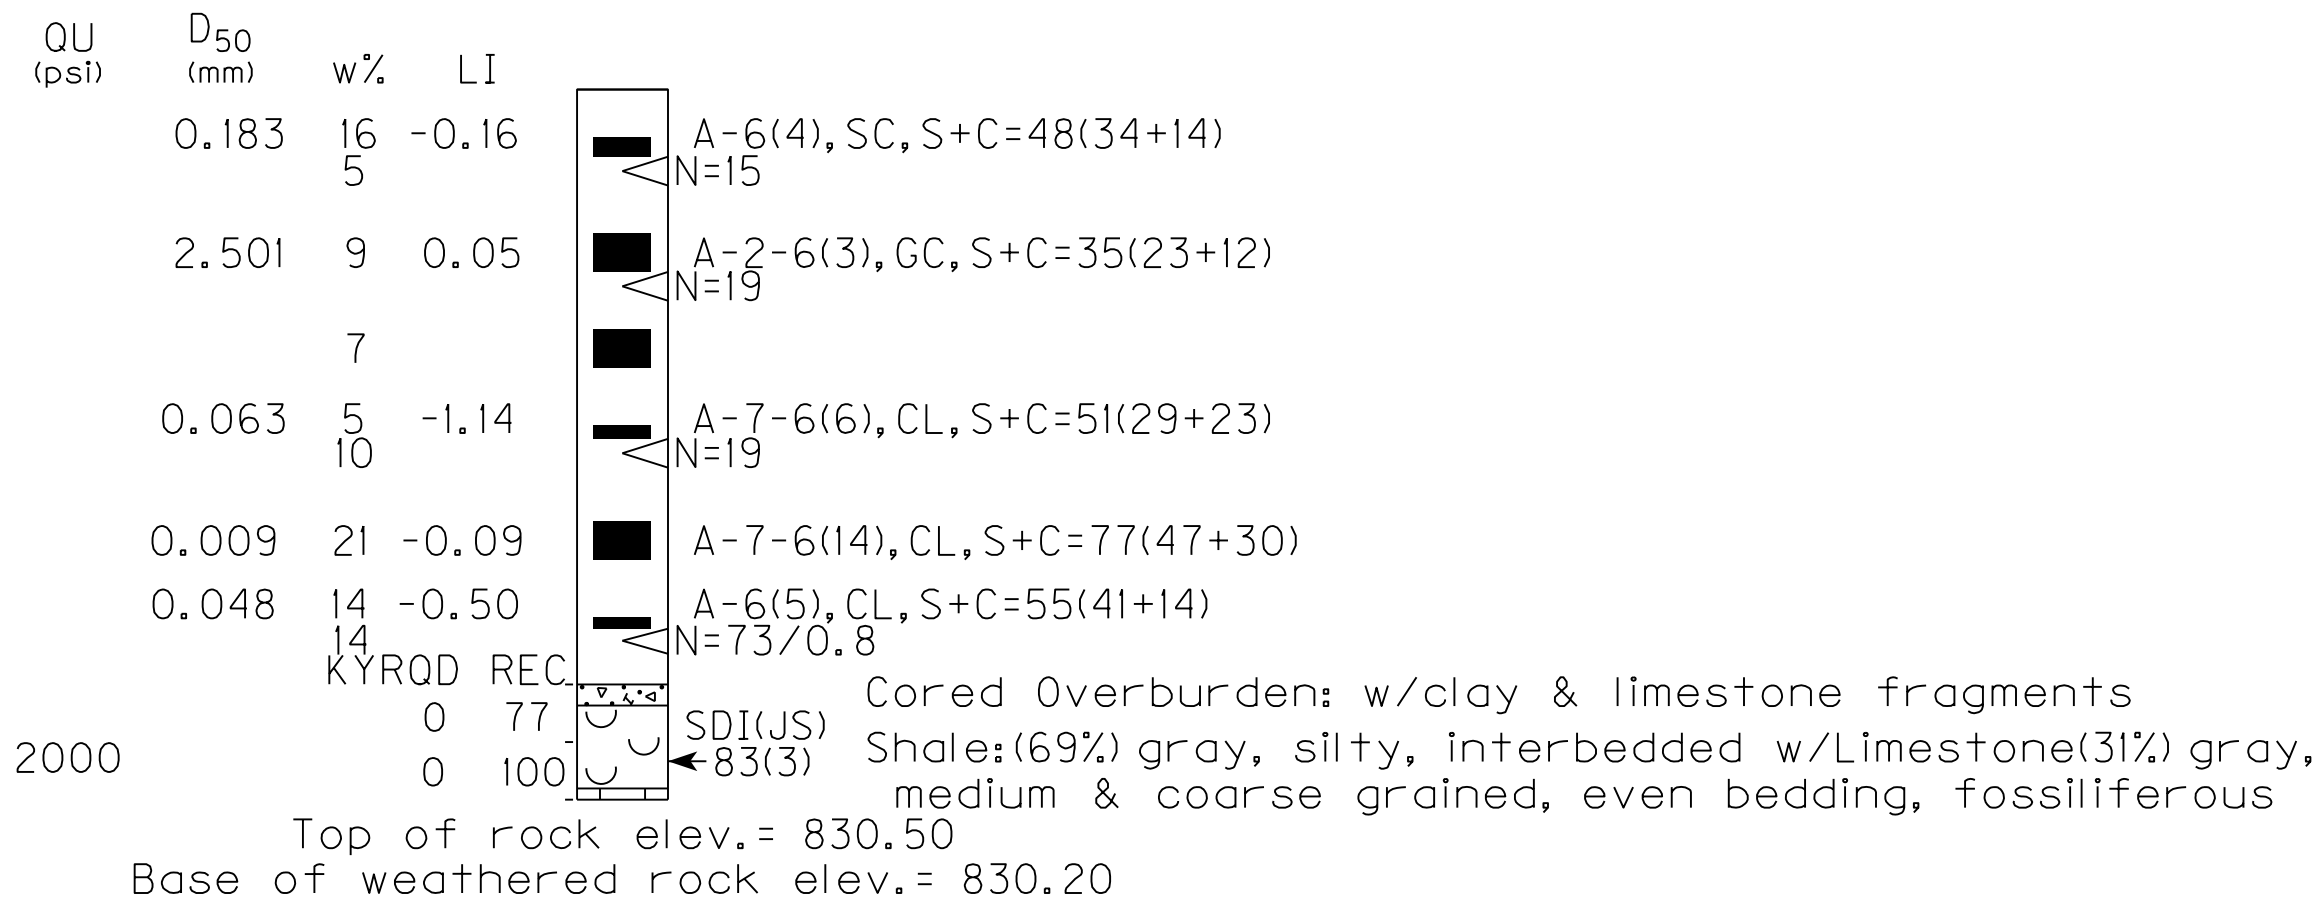 QU D50
(psi) (mm) w% LI
0.183 16 -0.16 A-6(4), SC, S+C=48(34+14)
5 N=15
2.501 9 0.05 A-2-6(3), GC, S+C=35(23+12)
N=19
7
0.063 5 -1.14 A-7-6(6), CL, S+C=51(29+23)
10 N=19
0.009 21 -0.09 A-7-6(14), CL, S+C=77(47+30)
0.048 14 -0.50 A-6(5), CL, S+C=55(41+14)
14 N=73/0.8
KYRQD REC
Cored Overburden: w/clay & limestone fragments
0 77 SDI(JS)
Shale:(69%) gray, silty, interbedded w/Limestone(31%) gray,
2000 0 100 83(3)
medium & coarse grained, even bedding, fossiliferous
Top of rock elev.= 830.50
Base of weathered rock elev.= 830.20